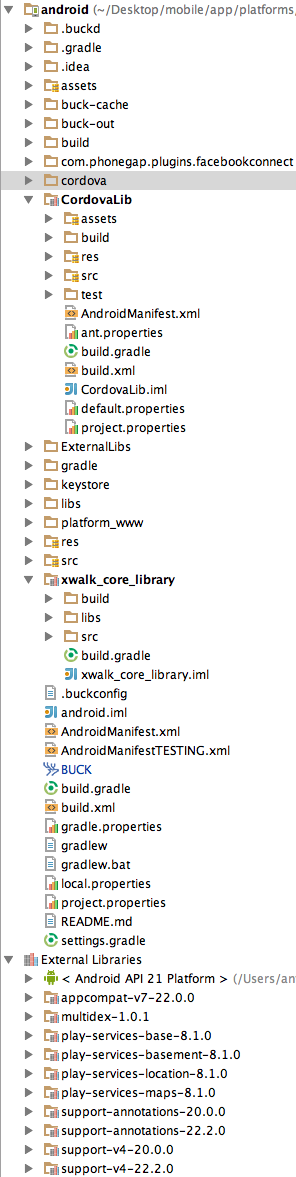 android (~/Desktop/mobile/app/platforms,
.buckd
.gradle
.idea
assets
buck-cache
buck-out
build
com.phonegap.plugins.facebookconnect
cordova
CordovaLib
assets
build
res
src
test
AndroidManifest.xml
ant.properties
build.gradle
build.xml
CordovaLib.iml
default.properties
project.properties
ExternalLibs
gradle
keystore
libs
platform_www
res
src
xwalk_core_library
build
libs
src
build.gradle
xwalk_core_library.iml
.buckconfig
android.iml
AndroidManifest.xml
AndroidManifestTESTING.xml
BUCK
build.gradle
build.xml
gradle.properties
gradlew
gradlew.bat
local.properties
project.properties
README.md
settings.gradle
External Libraries
< Android API 21 Platform > (/Users/an
appcompat-v7-22.0.0
multidex-1.0.1
play-services-base-8.1.0
play-services-basement-8.1.0
play-services-location-8.1.0
play-services-maps-8.1.0
support-annotations-20.0.0
support-annotations-22.2.0
support-v4-20.0.0
support-v4-22.2.0